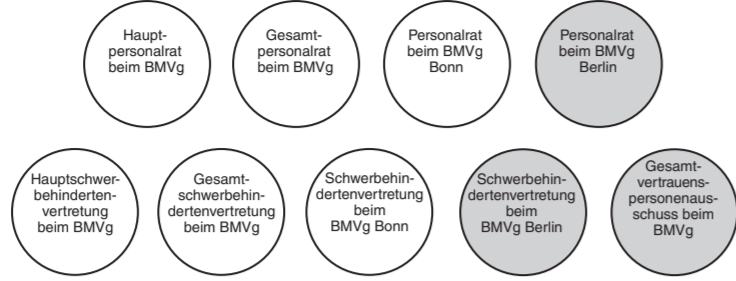 Haupt-
personalrat
beim BMVg
Gesamt-
personalrat
beim BMVg
Personalrat
beim BMVg
Bonn
Personalrat
beim BMVg
Berlin
Hauptschwer-
behinderten-
vertretung
beim BMVg
Gesamt-
schwerbehin-
dertenvertretung
beim BMVg
Schwerbehin-
dertenvertretung
beim
BMVg Bonn
Schwerbehin-
dertenvertretung
beim
BMVg Berlin
Gesamt-
vertrauens-
personenaus-
schuss beim
BMVg